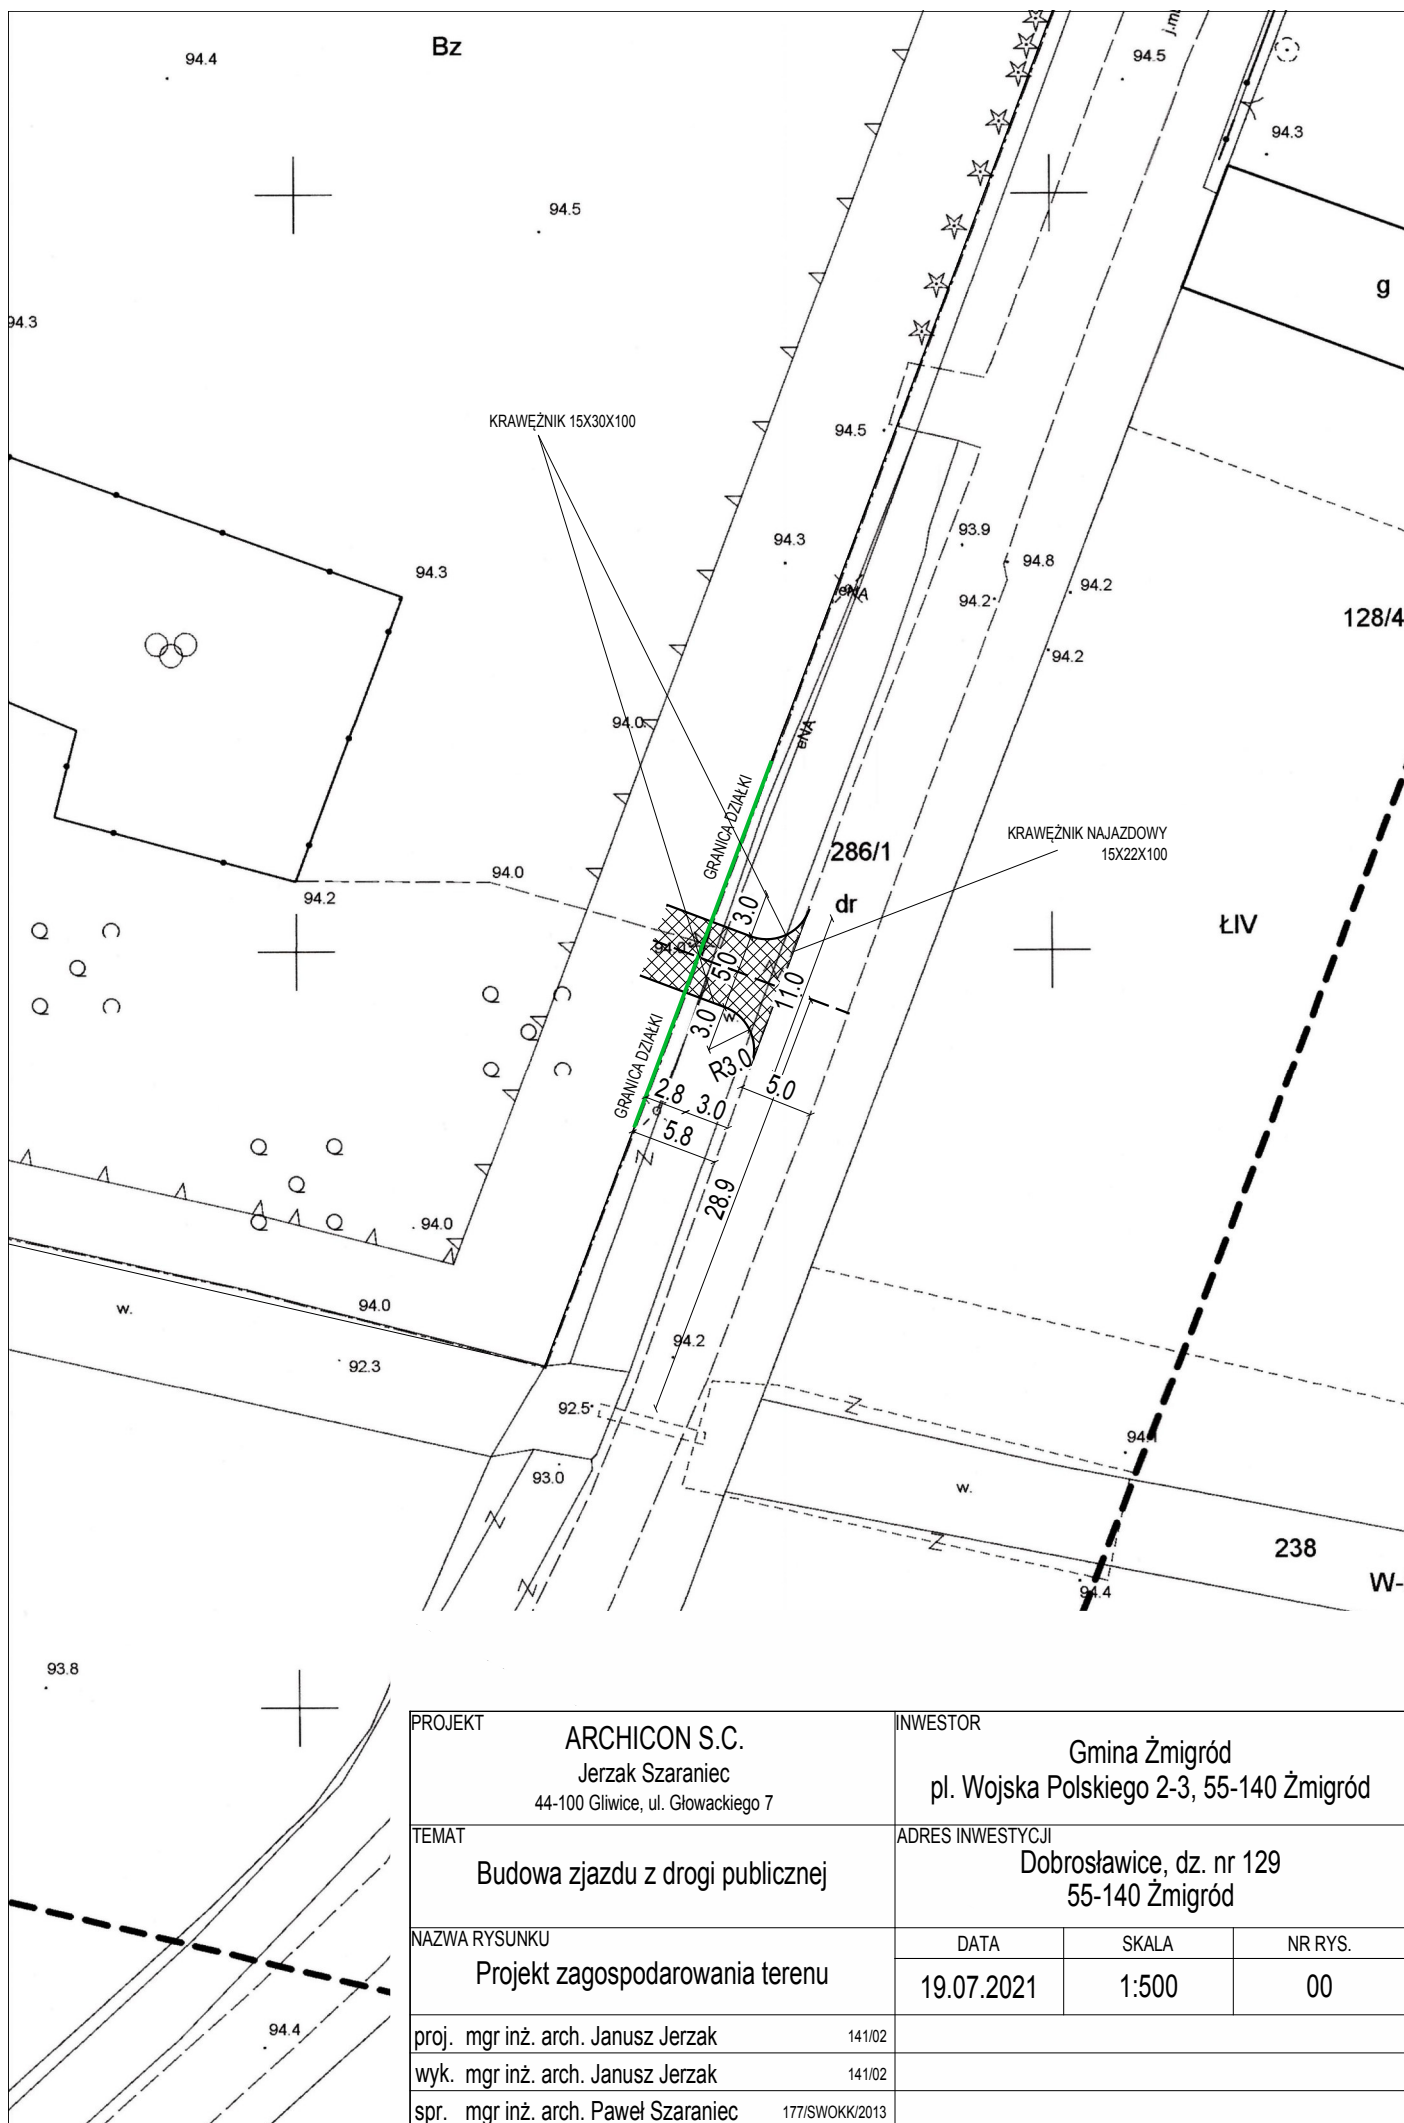 Bz
94.4
94.5
j.m
94.5
94.3
94.3
g
KRAWĘŻNIK 15X30X100
94.5
93.9
94.8
94.3
94.3
94.2
94.2
eNA
128/4
94.2
94.0
eNA
GRANICA DZIAŁKI
286/1
KRAWĘŻNIK NAJAZDOWY
15X22X100
94.0
94.2
dr
ŁIV
3.0
94.0
5.0
11.0
3.0
w.
R3.0
GRANICA DZIAŁKI
2.8
3.0
5.0
5.8
28.9
94.0
94.0
w.
92.3
94.2
92.5
94.1
93.0
w.
238
W-
94.4
93.8
94.4
PROJEKT
ARCHICON S.C.
Jerzak Szaraniec
44-100 Gliwice, ul. Głowackiego 7
INWESTOR
Gmina Żmigród
pl. Wojska Polskiego 2-3, 55-140 Żmigród
TEMAT
Budowa zjazdu z drogi publicznej
ADRES INWESTYCJI
Dobrosławice, dz. nr 129
55-140 Żmigród
NAZWA RYSUNKU
Projekt zagospodarowania terenu
DATA SKALA NR RYS.
19.07.2021 1:500 00
proj. mgr inż. arch. Janusz Jerzak 141/02
wyk. mgr inż. arch. Janusz Jerzak 141/02
spr. mgr inż. arch. Paweł Szaraniec 177/SWOKK/2013